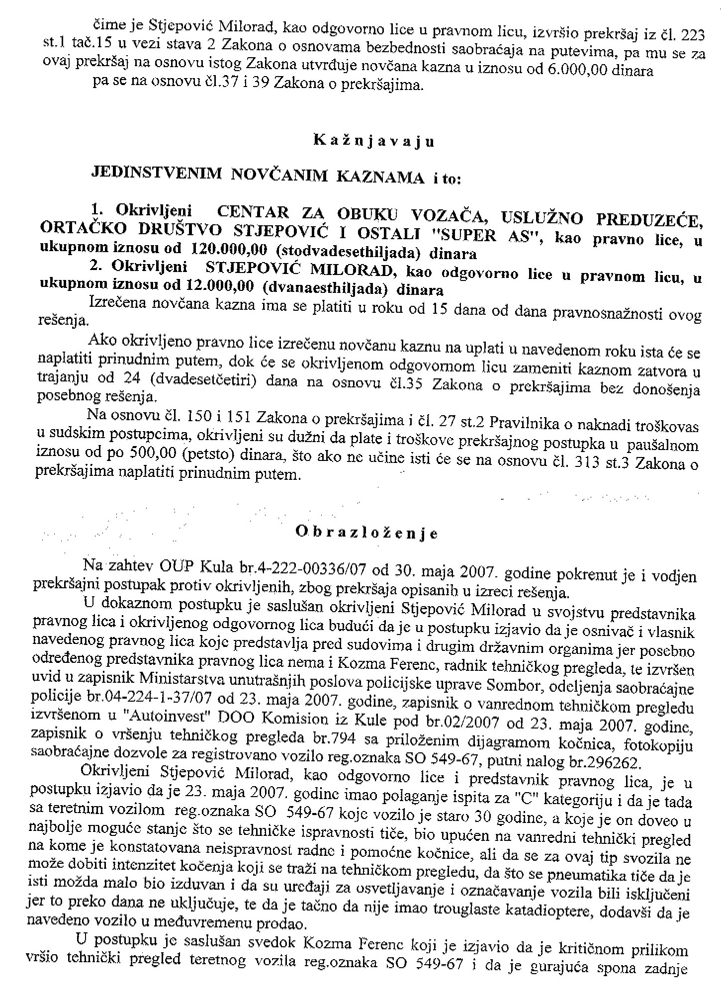 čime je Stjepović Milorad, kao odgovorno lice u pravnom licu, izvršio prekršaj iz čl. 223
st.1 tač.15 u vezi stava 2 Zakona o osnovama bezbednosti saobraćaja na putevima, pa mu se za
ovaj prekršaj na osnovu istog Zakona utvrđuje novčana kazna u iznosu od 6.000,00 dinara
pa se na osnovu čl.37 i 39 Zakona o prekršajima.
K a ž n j a v a j u
JEDINSTVENIM NOVČANIM KAZNAMA i to:
1. Okrivljeni CENTAR ZA OBUKU VOZAČA, USLUŽNO PREDUZEĆE,
ORTAČKO DRUŠTVO STJEPOVIĆ I OSTALI "SUPER AS", kao pravno lice, u
ukupnom iznosu od 120.000,00 (stodvadesethiljada) dinara
2. Okrivljeni STJEPOVIĆ MILORAD, kao odgovorno lice u pravnom licu, u
ukupnom iznosu od 12.000,00 (dvanaesthiljada) dinara
Izrečena novčana kazna ima se platiti u roku od 15 dana od dana pravnosnažnosti ovog
rešenja.
Ako okrivljeno pravno lice izrečenu novčanu kaznu na uplati u navedenom roku ista će se
naplatiti prinudnim putem, dok će se okrivljenom odgovornom licu zameniti kaznom zatvora u
trajanju od 24 (dvadesetčetiri) dana na osnovu čl.35 Zakona o prekršajima bez donošenja
posebnog rešenja.
Na osnovu čl. 150 i 151 Zakona o prekršajima i čl. 27 st.2 Pravilnika o naknadi troškovas
u sudskim postupcima, okrivljeni su dužni da plate i troškove prekršajnog postupka u paušalnom
iznosu od po 500,00 (petsto) dinara, što ako ne učine isti će se na osnovu čl. 313 st.3 Zakona o
prekršajima naplatiti prinudnim putem.
O b r a z l o ž e n j e
Na zahtev OUP Kula br.4-222-00336/07 od 30. maja 2007. godine pokrenut je i vodjen
prekršajni postupak protiv okrivljenih, zbog prekršaja opisanih u izreci rešenja.
U dokaznom postupku je saslušan okrivljeni Stjepović Milorad u svojstvu predstavnika
pravnog lica i okrivljenog odgovornog lica budući da je u postupku izjavio da je osnivač i vlasnik
navedenog pravnog lica koje predstavlja pred sudovima i drugim državnim organima jer posebno
određenog predstavnika pravnog lica nema i Kozma Ferenc, radnik tehničkog pregleda, te izvršen
uvid u zapisnik Ministarstva unutrašnjih poslova policijske uprave Sombor, odeljenja saobraćajne
policije br.04-224-1-37/07 od 23. maja 2007. godine, zapisnik o vanrednom tehničkom pregledu
izvršenom u "Autoinvest" DOO Komision iz Kule pod br.02/2007 od 23. maja 2007. godine,
zapisnik o vršenju tehničkog pregleda br.794 sa priloženim dijagramom kočnica, fotokopiju
saobraćajne dozvole za registrovano vozilo reg.oznaka SO 549-67, putni nalog br.296262.
Okrivljeni Stjepović Milorad, kao odgovorno lice i predstavnik pravnog lica, je u
postupku izjavio da je 23. maja 2007. godine imao polaganje ispita za "C" kategoriju i da je tada
sa teretnim vozilom reg.oznaka SO 549-67 koje vozilo je staro 30 godine, a koje je on doveo u
najbolje moguće stanje što se tehničke ispravnosti tiče, bio upućen na vanredni tehnički pregled
na kome je konstatovana neispravnost radne i pomoćne kočnice, ali da se za ovaj tip svozila ne
može dobiti intenzitet kočenja koji se traži na tehničkom pregledu, da što se pneumatika tiče da je
isti možda malo bio izduvan i da su uređaji za osvetljavanje i označavanje vozila bili isključeni
jer to preko dana ne uključuje, te da je tačno da nije imao trouglaste katadioptere, dodavši da je
navedeno vozilo u međuvremenu prodao.
U postupku je saslušan svedok Kozma Ferenc koji je izjavio da je kritičnom prilikom
vršio tehnički pregled teretnog vozila reg.oznaka SO 549-67 i da je gurajuća spona zadnje